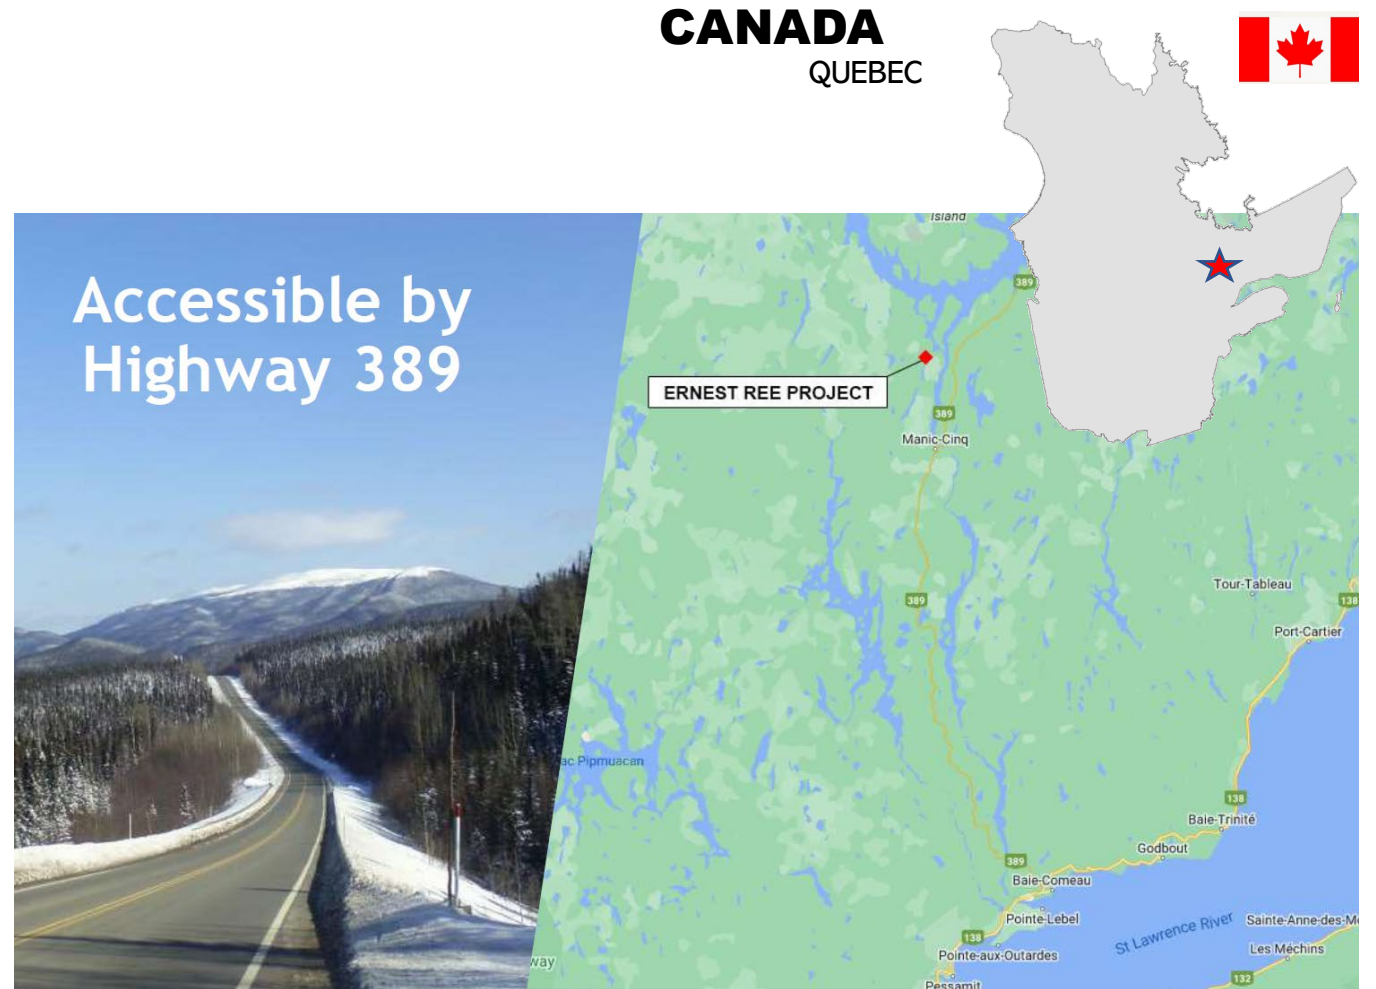 CANADA
QUEBEC
Accessible by
Highway 389
Island
389
ERNEST REE PROJECT
389
Manic-Cinq
389
Tour-Tableau
138
Port-Cartier
ac Pipmuacan
138
Baie-Trinité
Godbout
389
Baie-Comeau
Pointe-Lebel
St Lawrence River
Sainte-Anne-des-M
138
Les Méchins
Pointe-aux-Outardes
way
132
Pessamit